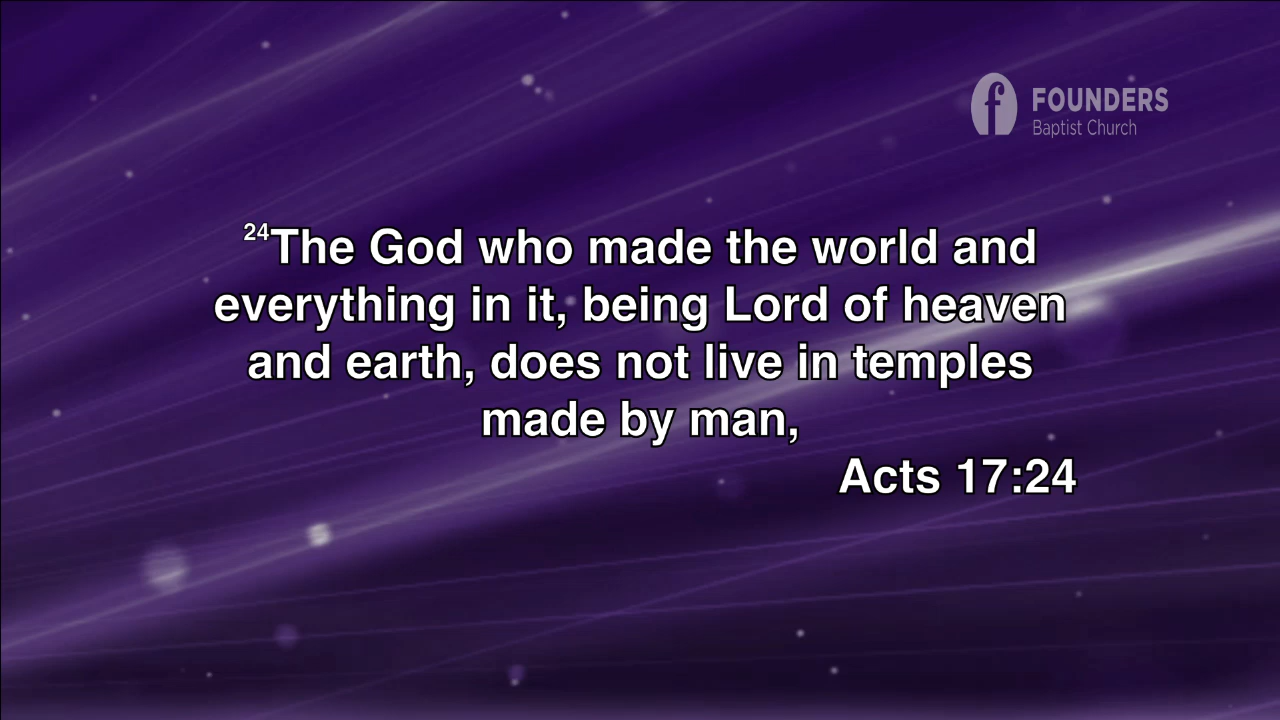 FOUNDERS
Baptist Church
24The God who made the world and
everything in it, being Lord of heaven
and earth, does not live in temples
made by man,
Acts 17:24